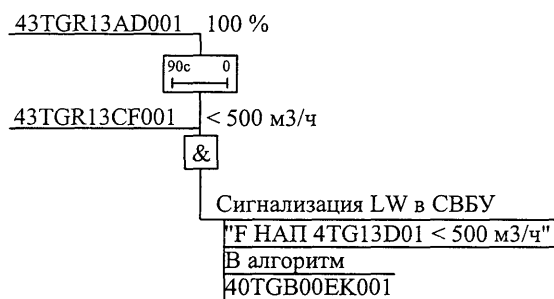 43TGR13AD001 100 %
90с 0
43TGR13CF001 < 500 м3/ч
&
Сигнализация LW в СВБУ
"F НАП 4TG13D01 < 500 м3/ч"
В алгоритм
40TGB00EK001